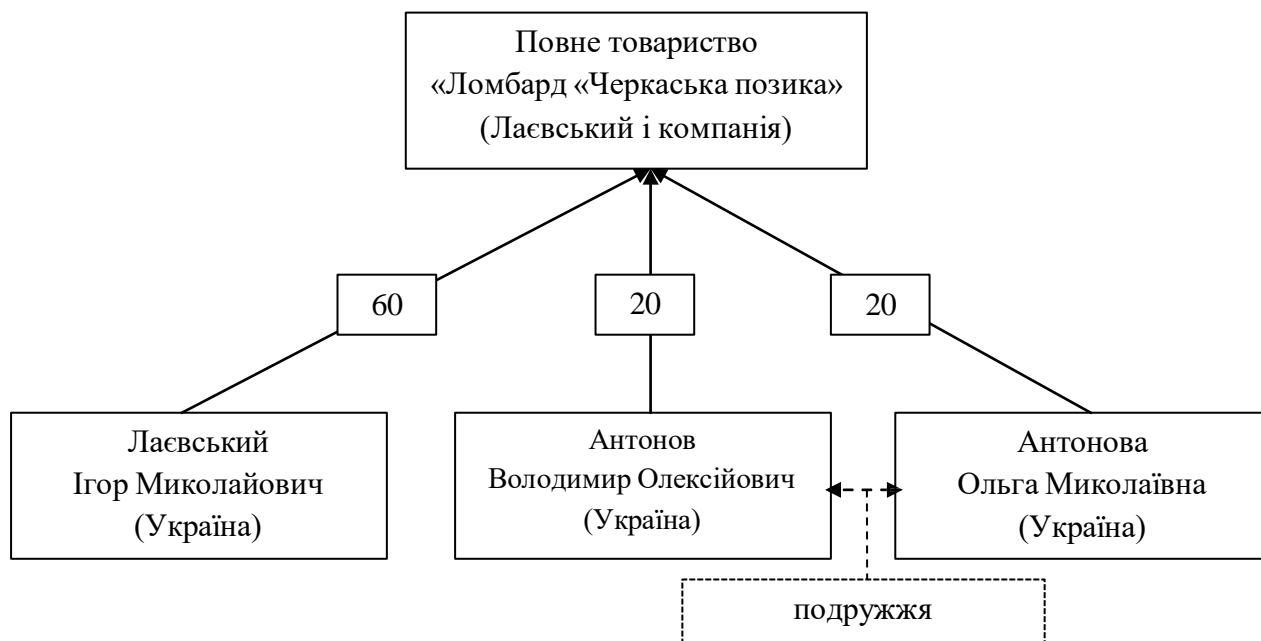 Повне товариство
«Ломбард «Черкаська позика»
(Лаєвський і компанія)
60
20
20
Лаєвський
Ігор Миколайович
(Україна)
Антонов
Володимир Олексійович
(Україна)
Антонова
Ольга Миколаївна
(Україна)
подружжя